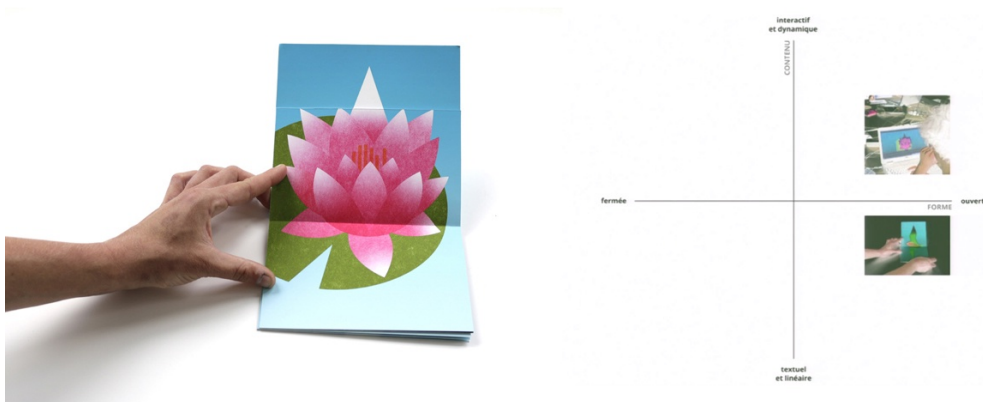 interactif
et dynamique
CONTENU
fermée
FORME
ouvert
textuel
et linéaire